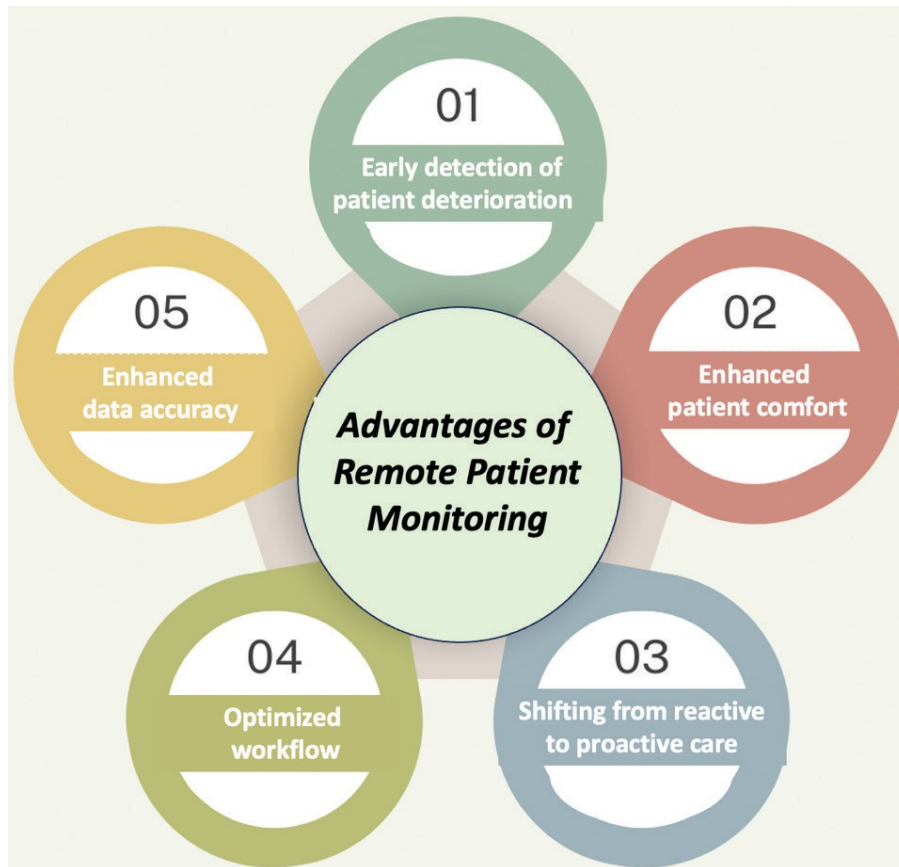 01
Early detection of
patient deterioration
02
Enhanced
patient comfort
03
Shifting from reactive
to proactive care
04
Optimized
workflow
05
Enhanced
data accuracy
Advantages of
Remote Patient
Monitoring